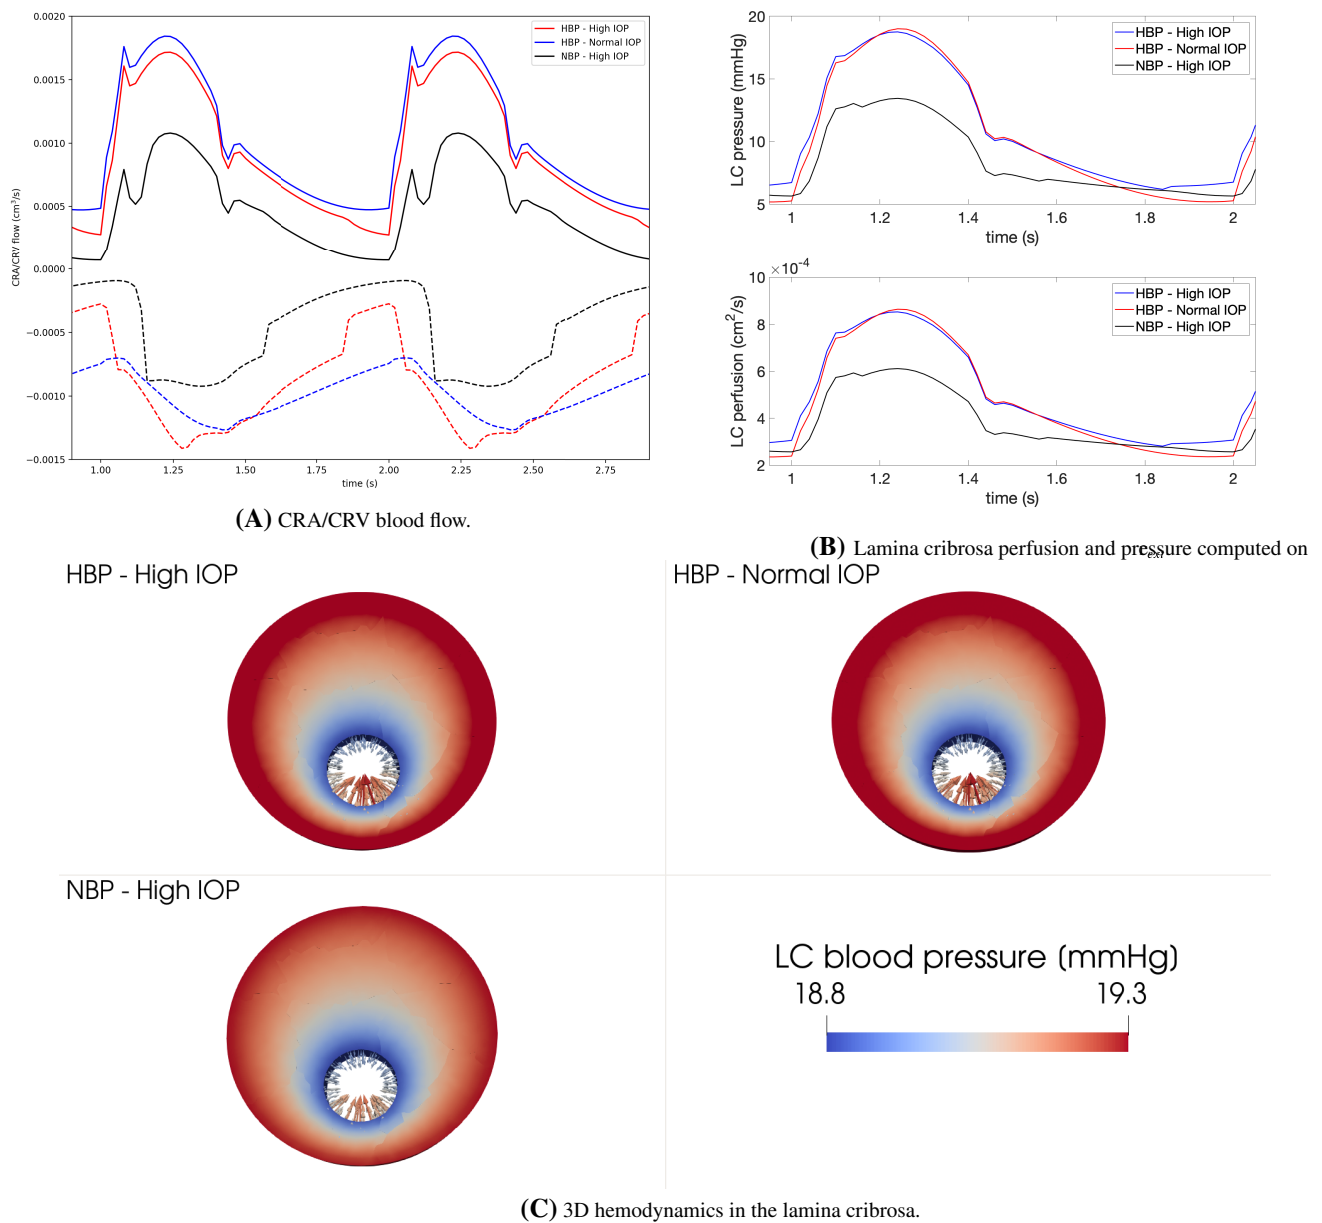 0.0020
0.0015
0.0010
0.0005
0.0000
−0.0005
−0.0010
−0.0015
CRA/CRV flow (cm³/s)
HBP - High IOP
HBP - Normal IOP
NBP - High IOP
1.00 1.25 1.50 1.75 2.00 2.25 2.50 2.75
time (s)
(A) CRA/CRV blood flow.
20
15
10
5
LC pressure (mmHg)
HBP - High IOP
HBP - Normal IOP
NBP - High IOP
1 1.2 1.4 1.6 1.8 2
time (s)
×10⁻⁴
10
8
6
4
2
LC perfusion (cm²/s)
HBP - High IOP
HBP - Normal IOP
NBP - High IOP
1 1.2 1.4 1.6 1.8 2
time (s)
(B) Lamina cribrosa perfusion and pressure computed on
HBP - High IOP
HBP - Normal IOP
NBP - High IOP
LC blood pressure (mmHg)
18.8 19.3
(C) 3D hemodynamics in the lamina cribrosa.